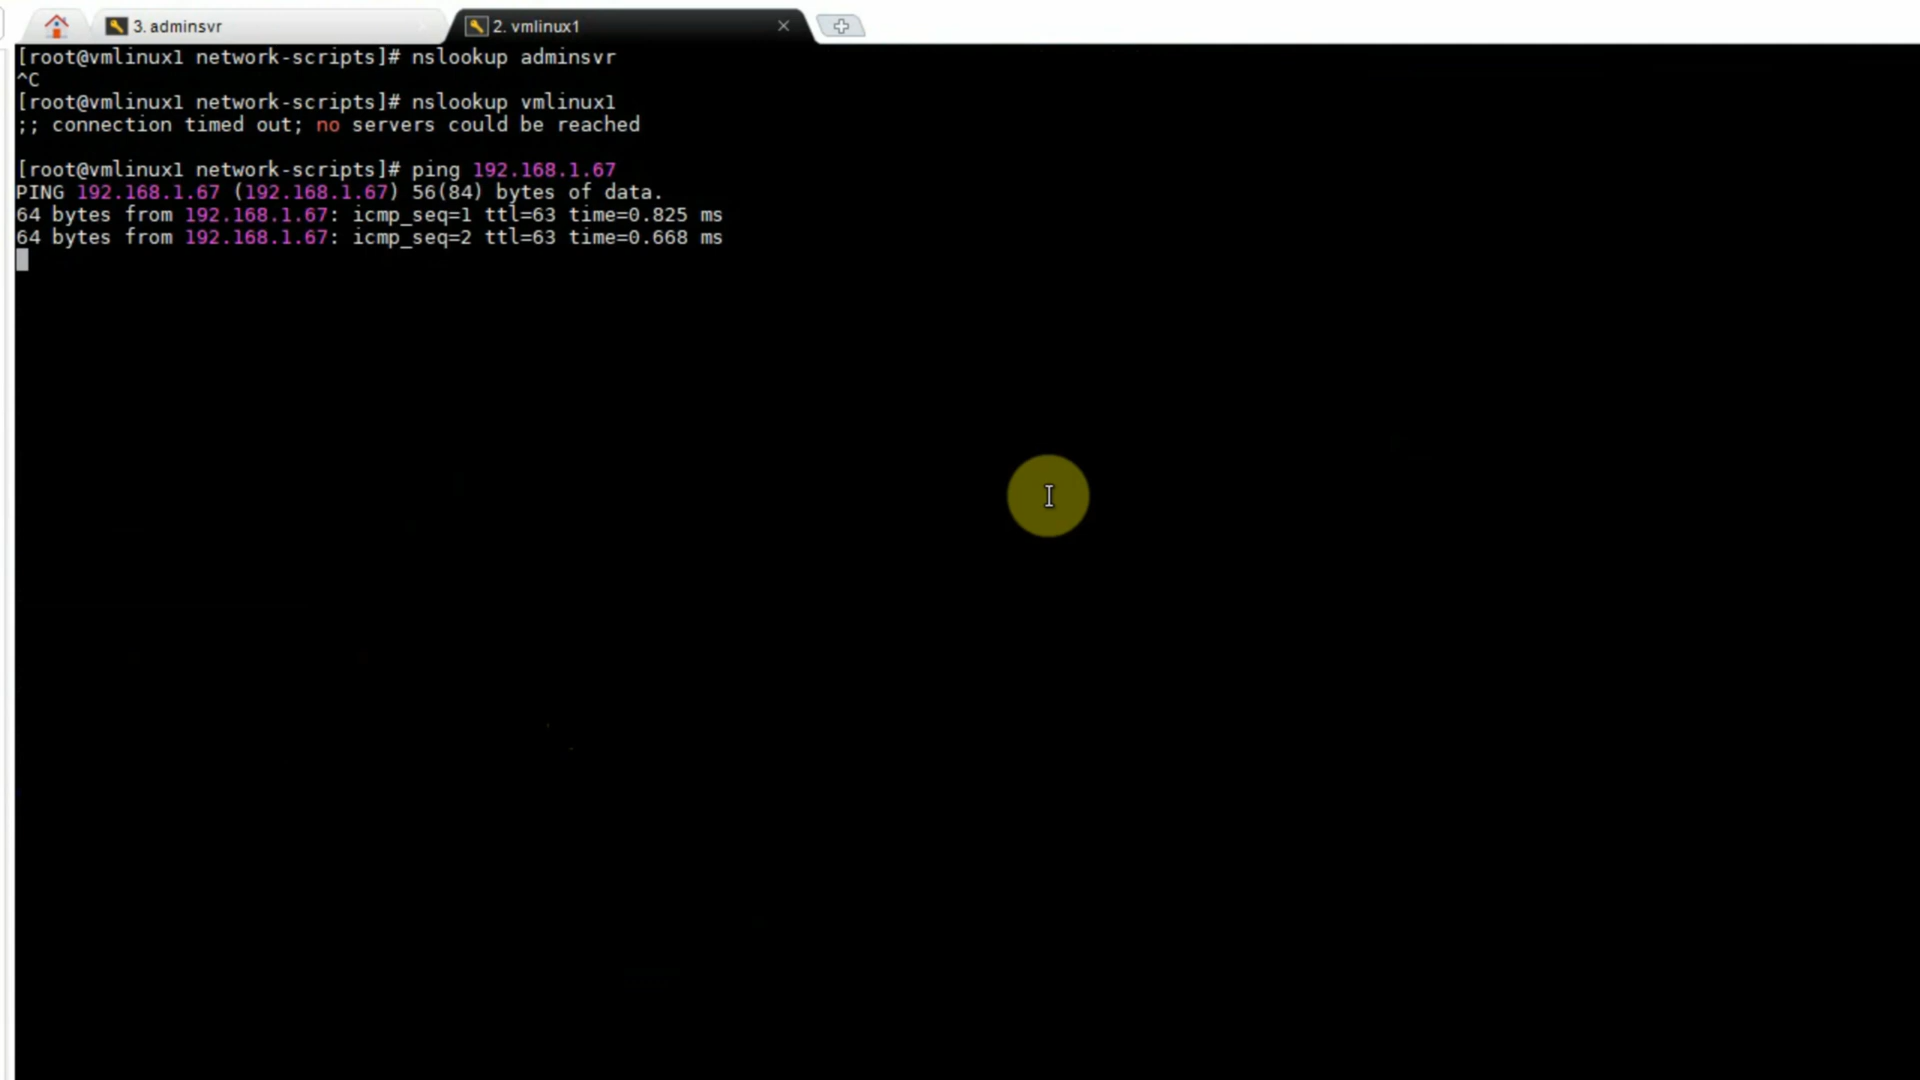 3. adminsvr
2. vmlinux1
[root@vmlinux1 network-scripts]# nslookup adminsvr
^C
[root@vmlinux1 network-scripts]# nslookup vmlinux1
;; connection timed out; no servers could be reached
[root@vmlinux1 network-scripts]# ping 192.168.1.67
PING 192.168.1.67 (192.168.1.67) 56(84) bytes of data.
64 bytes from 192.168.1.67: icmp_seq=1 ttl=63 time=0.825 ms
64 bytes from 192.168.1.67: icmp_seq=2 ttl=63 time=0.668 ms